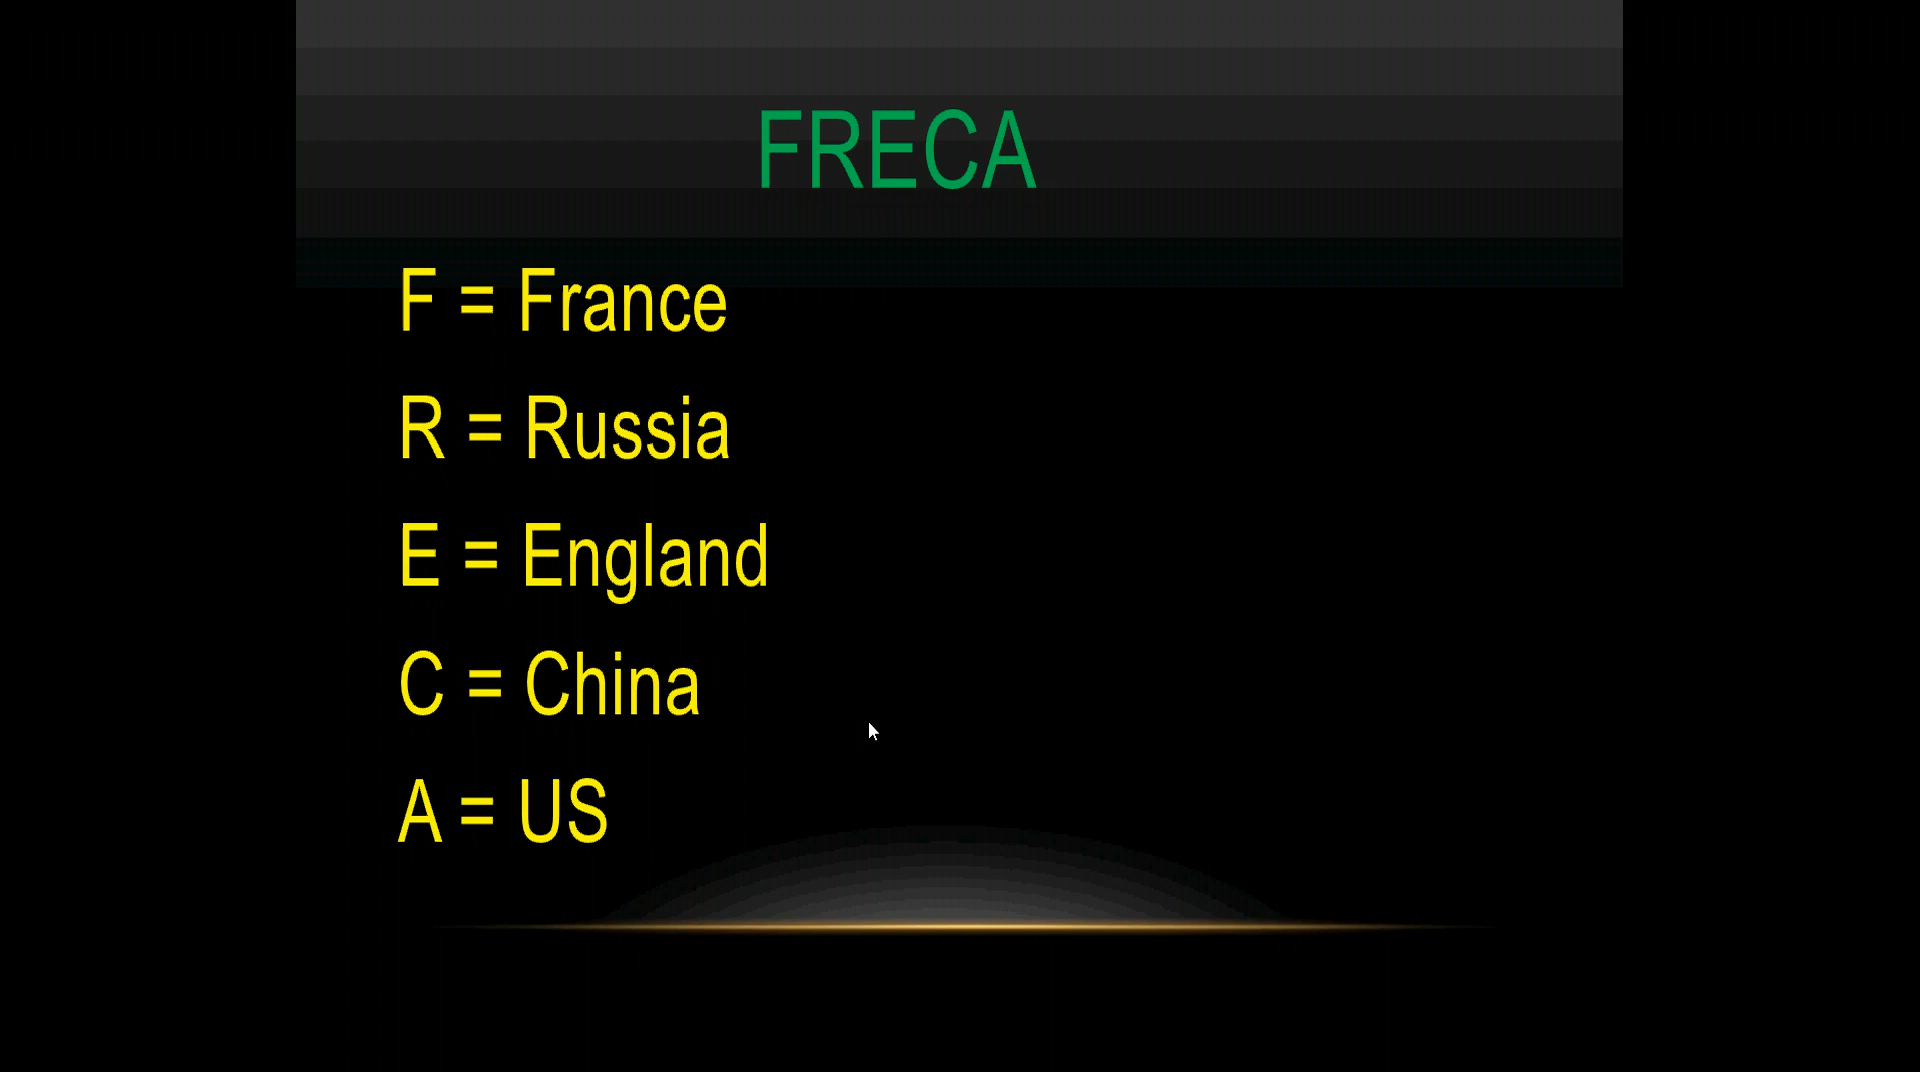 FRECA
F = France
R = Russia
E = England
C = China
A = US